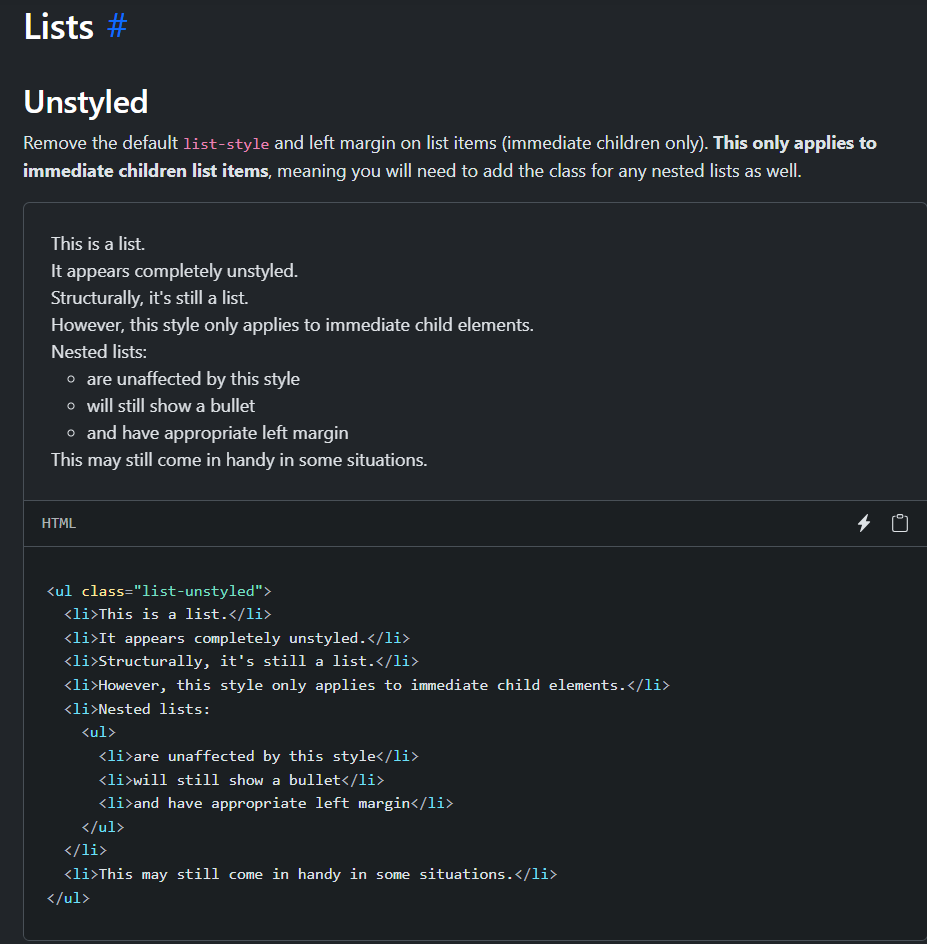 Lists #
Unstyled
Remove the default list-style and left margin on list items (immediate children only). This only applies to
immediate children list items, meaning you will need to add the class for any nested lists as well.
This is a list.
It appears completely unstyled.
Structurally, it's still a list.
However, this style only applies to immediate child elements.
Nested lists:
are unaffected by this style
will still show a bullet
and have appropriate left margin
This may still come in handy in some situations.
HTML
<ul class="list-unstyled">
  <li>This is a list.</li>
  <li>It appears completely unstyled.</li>
  <li>Structurally, it's still a list.</li>
  <li>However, this style only applies to immediate child elements.</li>
  <li>Nested lists:
    <ul>
      <li>are unaffected by this style</li>
      <li>will still show a bullet</li>
      <li>and have appropriate left margin</li>
    </ul>
  </li>
  <li>This may still come in handy in some situations.</li>
</ul>